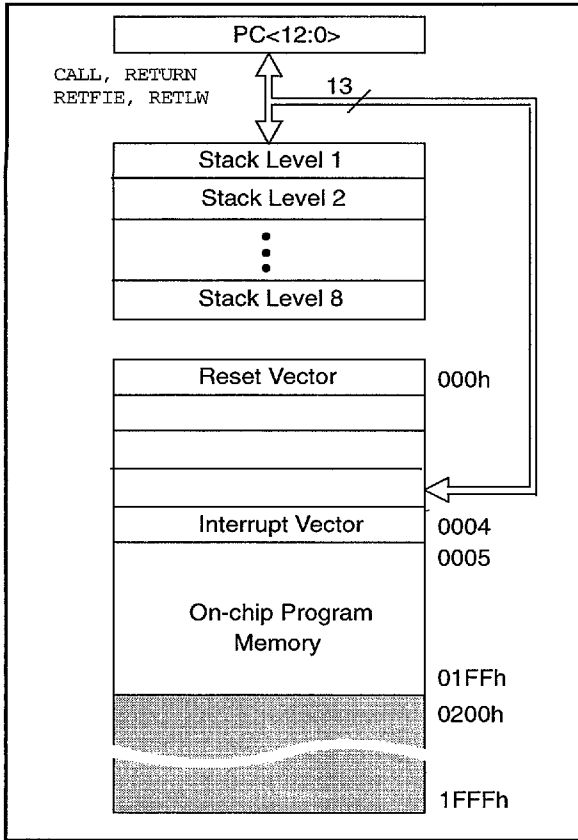 PC<12:0>
CALL, RETURN
RETFIE, RETLW
13
Stack Level 1
Stack Level 2
Stack Level 8
Reset Vector
000h
Interrupt Vector
0004
0005
On-chip Program
Memory
01FFh
0200h
1FFFh